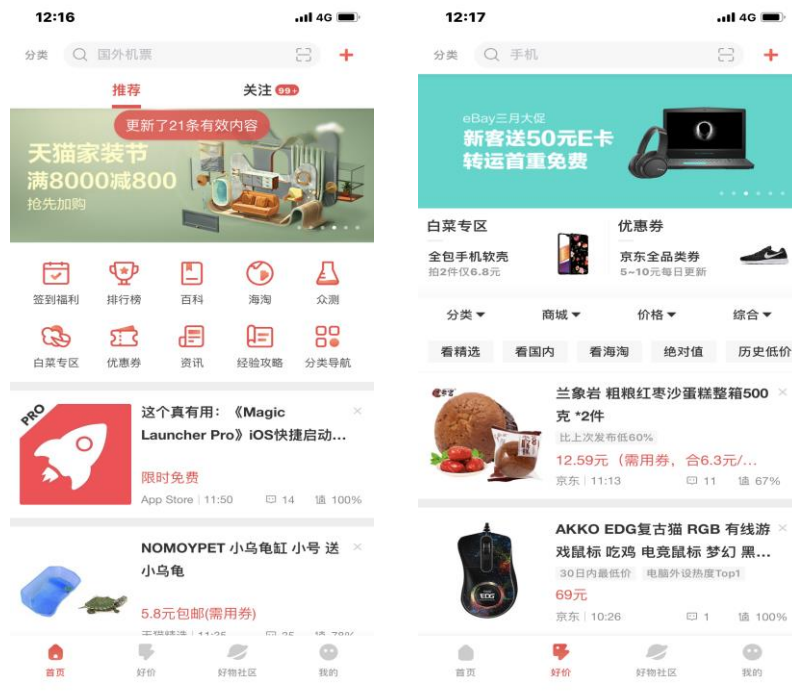 12:16
4G
分类
国外机票
推荐
关注 99+
更新了21条有效内容
天猫家装节
满8000减800
抢先加购
签到福利 排行榜 百科 海淘 众测
白菜专区 优惠券 资讯 经验攻略 分类导航
PRO
这个真有用：《Magic
Launcher Pro》iOS快捷启动...
限时免费
App Store | 11:50 14 值 100%
NOMOYPET 小乌龟缸 小号 送
小乌龟
5.8元包邮(需用券)
天猫精选 | 11:35 35 值 78%
首页 好价 好物社区 我的
12:17
4G
分类
手机
eBay三月大促
新客送50元E卡
转运首重免费
白菜专区
全包手机软壳
拍2件仅6.8元
优惠券
京东全品类券
5~10元每日更新
分类 商城 价格 综合
看精选 看国内 看海淘 绝对值 历史低价
兰象岩 粗粮红枣沙蛋糕整箱500
克 *2件
比上次发布低60%
12.59元（需用券，合6.3元/...
京东 | 11:13 11 值 67%
AKKO EDG复古猫 RGB 有线游
戏鼠标 吃鸡 电竞鼠标 梦幻 黑...
30日内最低价 电脑外设热度Top1
69元
京东 | 10:26 1 值 100%
EDG
首页 好价 好物社区 我的